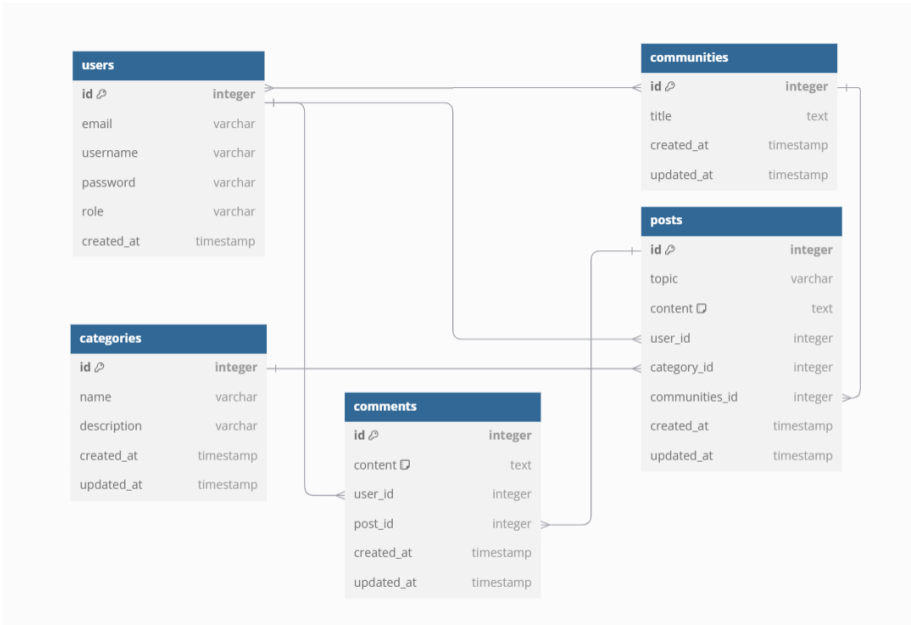 users
id integer
email varchar
username varchar
password varchar
role varchar
created_at timestamp
communities
id integer
title text
created_at timestamp
updated_at timestamp
posts
id integer
topic varchar
content text
user_id integer
category_id integer
communities_id integer
created_at timestamp
updated_at timestamp
categories
id integer
name varchar
description varchar
created_at timestamp
updated_at timestamp
comments
id integer
content text
user_id integer
post_id integer
created_at timestamp
updated_at timestamp